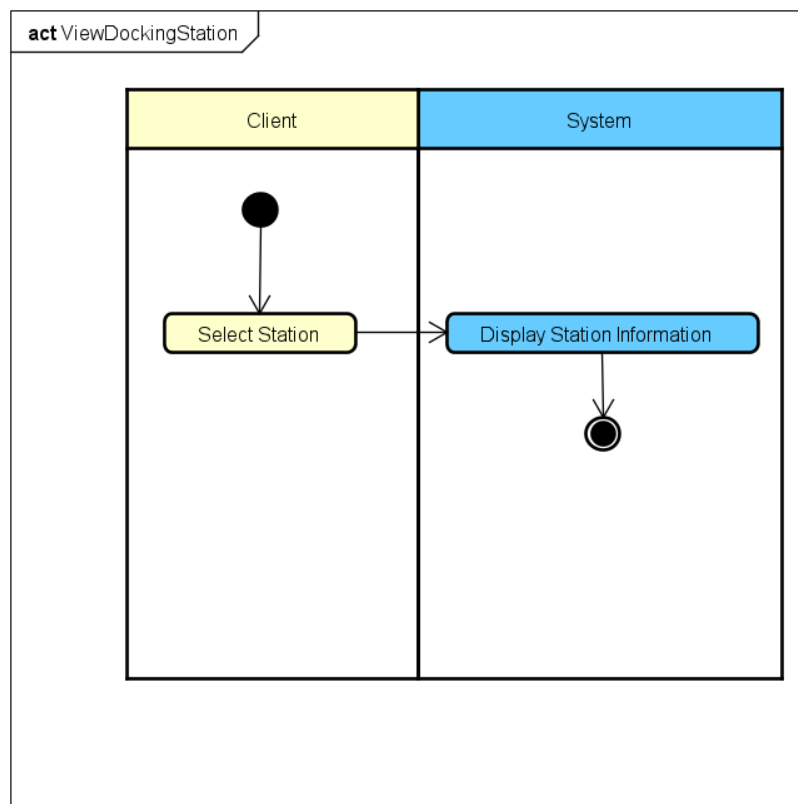 act ViewDockingStation
Client
System
Select Station
Display Station Information